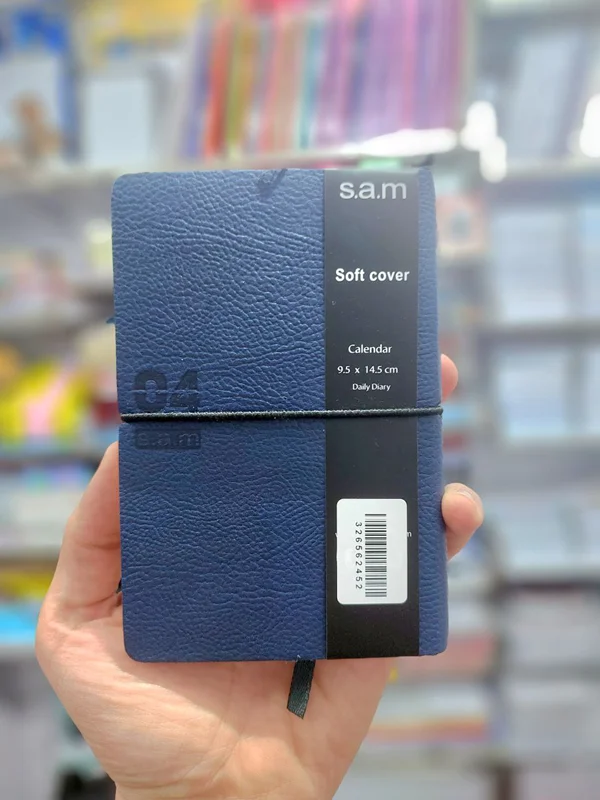 s.a.m
Soft cover
Calendar
9.5 x 14.5 cm
Daily Diary
04
s.a.m
326562452